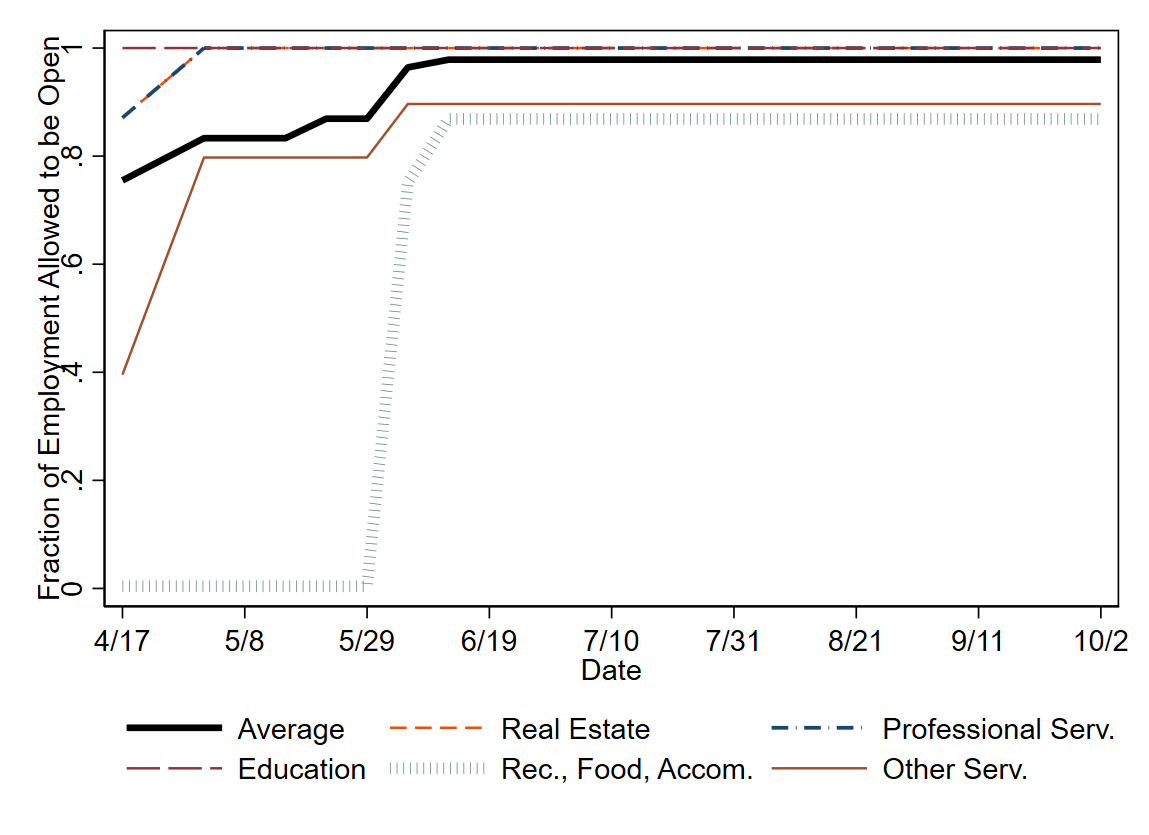 Fraction of Employment Allowed to be Open
1
.8
.6
.4
.2
0
4/17 5/8 5/29 6/19 7/10 7/31 8/21 9/11 10/2
Date
Average Real Estate Professional Serv.
Education Rec., Food, Accom. Other Serv.